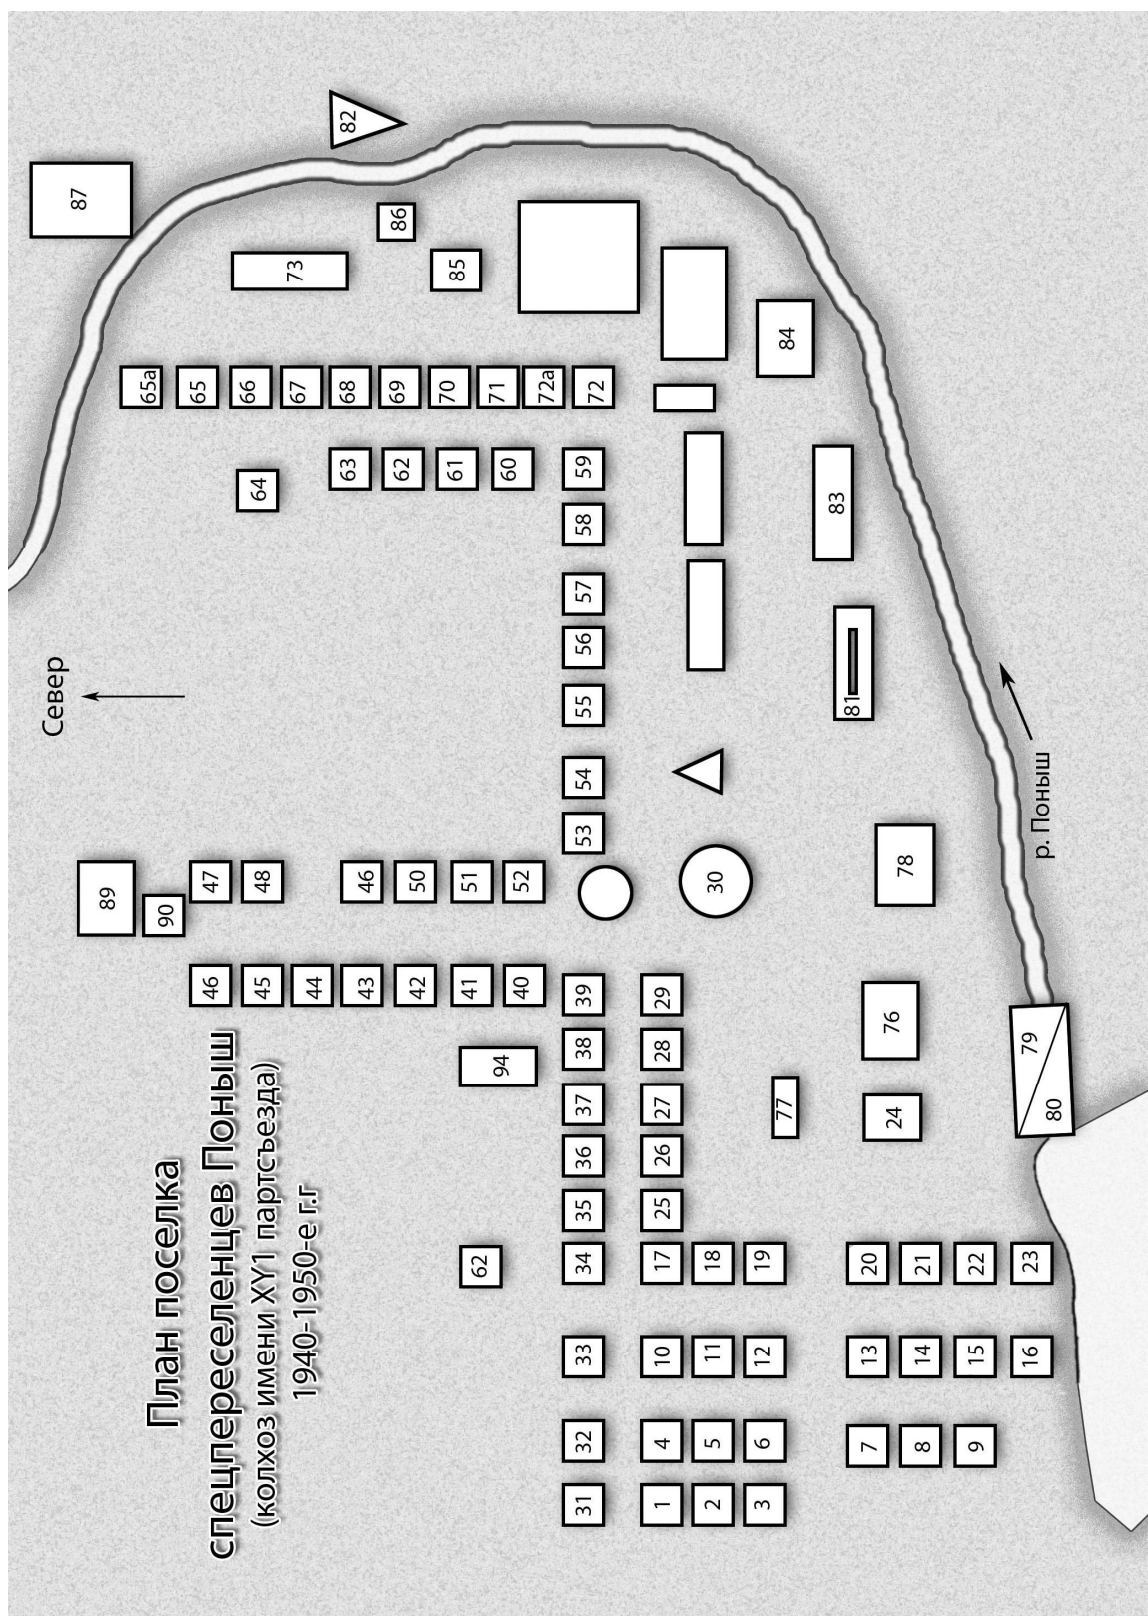 Север
План поселка
спецпереселенцев Поныш
(колхоз имени XY1 партсъезда)
1940-1950-е г.г
87
89
90
65а
46 47 65
45 48 64 66
44 67 73
43 46 63 68 82
42 50 62 69 86
41 51 61 70 85
62 94
40 52 60 71 72а
31 32 33 34 35 36 37 38 39 53 54 55 56 57 58 59 72
1 4 10 17 25 26 27 28 29
2 5 11 18 30
3 6 12 19 77 84
7 13 20 24 76 81 83
8 14 21 78
9 15 22
16 23 80 79
р. Поныш